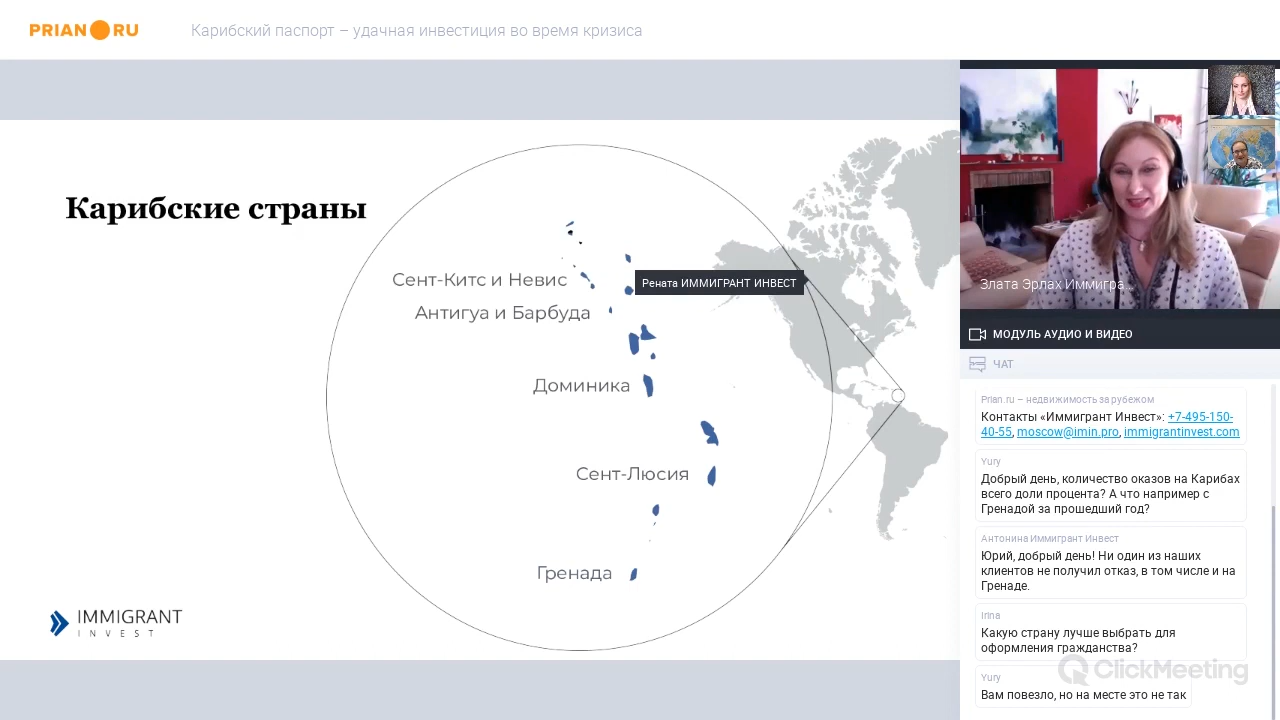 PRIAN RU
Карибский паспорт – удачная инвестиция во время кризиса
Карибские страны
Сент-Китс и Невис
Рената ИММИГРАНТ ИНВЕСТ
Антигуа и Барбуда
Доминика
Сент-Люсия
Гренада
IMMIGRANT
INVEST
Злата Эрлах Иммигра...
МОДУЛЬ АУДИО И ВИДЕО
ЧАТ
Prian.ru – недвижимость за рубежом
Контакты «Иммигрант Инвест»: +7-495-150-
40-55, moscow@imin.pro, immigrantinvest.com
Yury
Добрый день, количество оказов на Карибах
всего доли процента? А что например с
Гренадой за прошедший год?
Антонина Иммигрант Инвест
Юрий, добрый день! Ни один из наших
клиентов не получил отказ, в том числе и на
Гренаде.
Irina
Какую страну лучше выбрать для
оформления гражданства?
ClickMeeting
Yury
Вам повезло, но на месте это не так